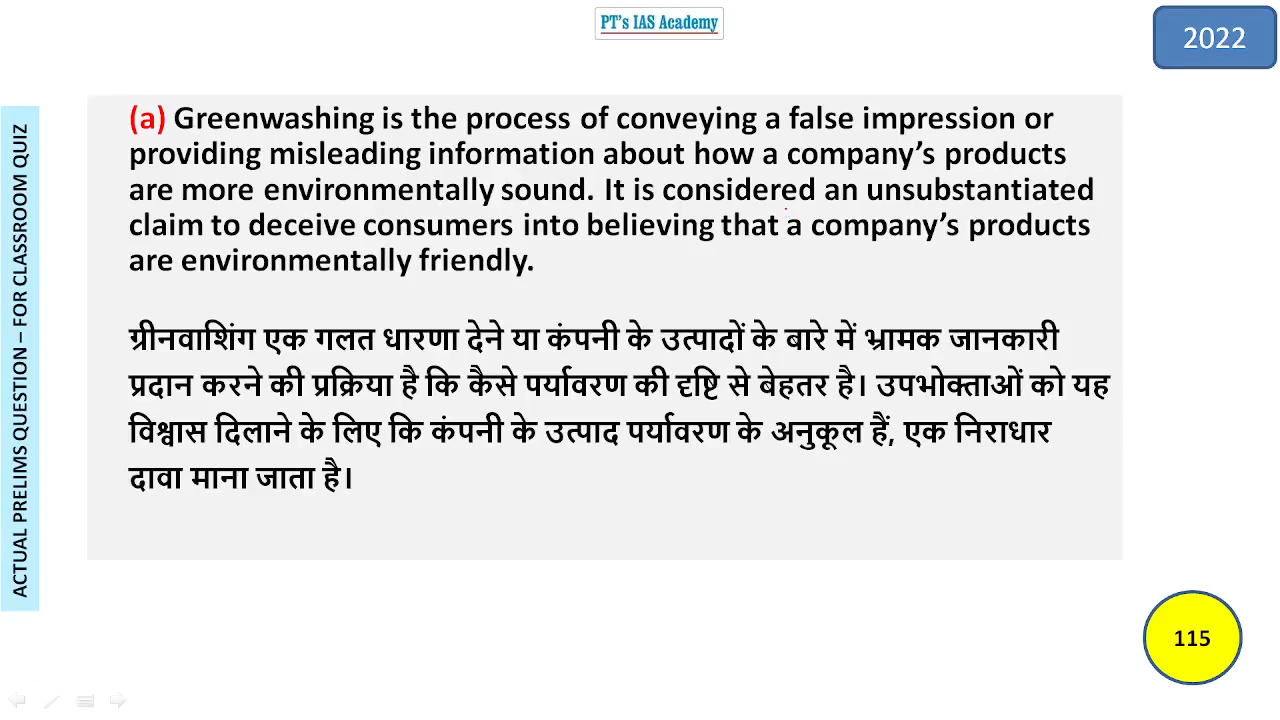 PT's IAS Academy
2022
ACTUAL PRELIMS QUESTION – FOR CLASSROOM QUIZ
(a) Greenwashing is the process of conveying a false impression or
providing misleading information about how a company's products
are more environmentally sound. It is considered an unsubstantiated
claim to deceive consumers into believing that a company's products
are environmentally friendly.
ग्रीनवाशिंग एक गलत धारणा देने या कंपनी के उत्पादों के बारे में भ्रामक जानकारी
प्रदान करने की प्रक्रिया है कि कैसे पर्यावरण की दृष्टि से बेहतर है। उपभोक्ताओं को यह
विश्वास दिलाने के लिए कि कंपनी के उत्पाद पर्यावरण के अनुकूल हैं, एक निराधार
दावा माना जाता है।
115